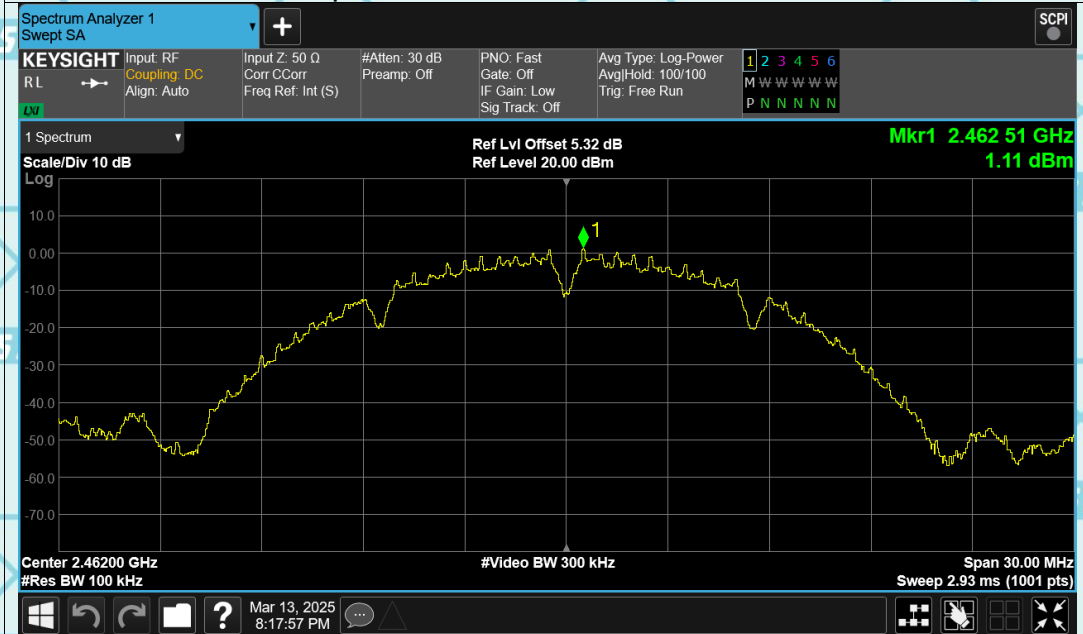 Spectrum Analyzer 1
Swept SA
+
SCPI
KEYSIGHT
R L
LXI
Input: RF
Coupling: DC
Align: Auto
Input Z: 50 Ω
Corr CCorr
Freq Ref: Int (S)
#Atten: 30 dB
Preamp: Off
PNO: Fast
Gate: Off
IF Gain: Low
Sig Track: Off
Avg Type: Log-Power
Avg|Hold: 100/100
Trig: Free Run
1 2 3 4 5 6
M W W W W W
P N N N N N
1 Spectrum
Scale/Div 10 dB
Log
Ref Lvl Offset 5.32 dB
Ref Level 20.00 dBm
Mkr1 2.462 51 GHz
1.11 dBm
1
10.0
0.00
-10.0
-20.0
-30.0
-40.0
-50.0
-60.0
-70.0
Center 2.46200 GHz
#Res BW 100 kHz
#Video BW 300 kHz
Span 30.00 MHz
Sweep 2.93 ms (1001 pts)
?
Mar 13, 2025
8:17:57 PM